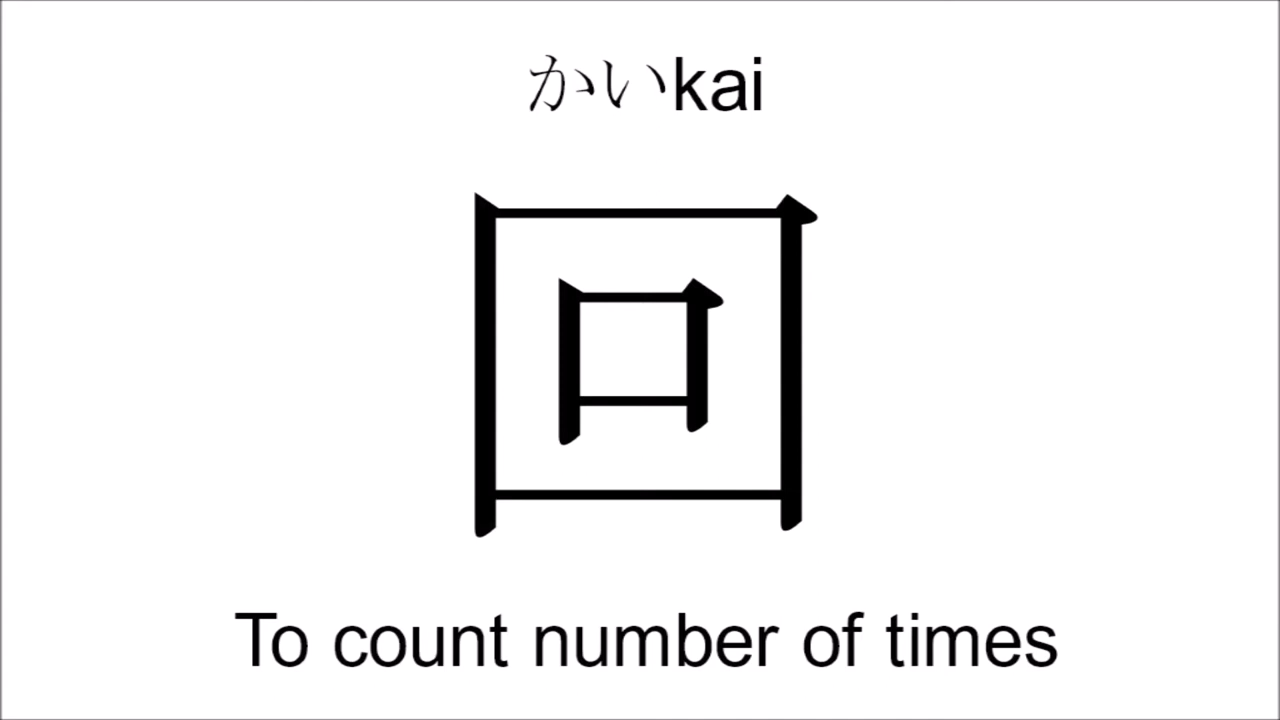 かいkai
回
To count number of times